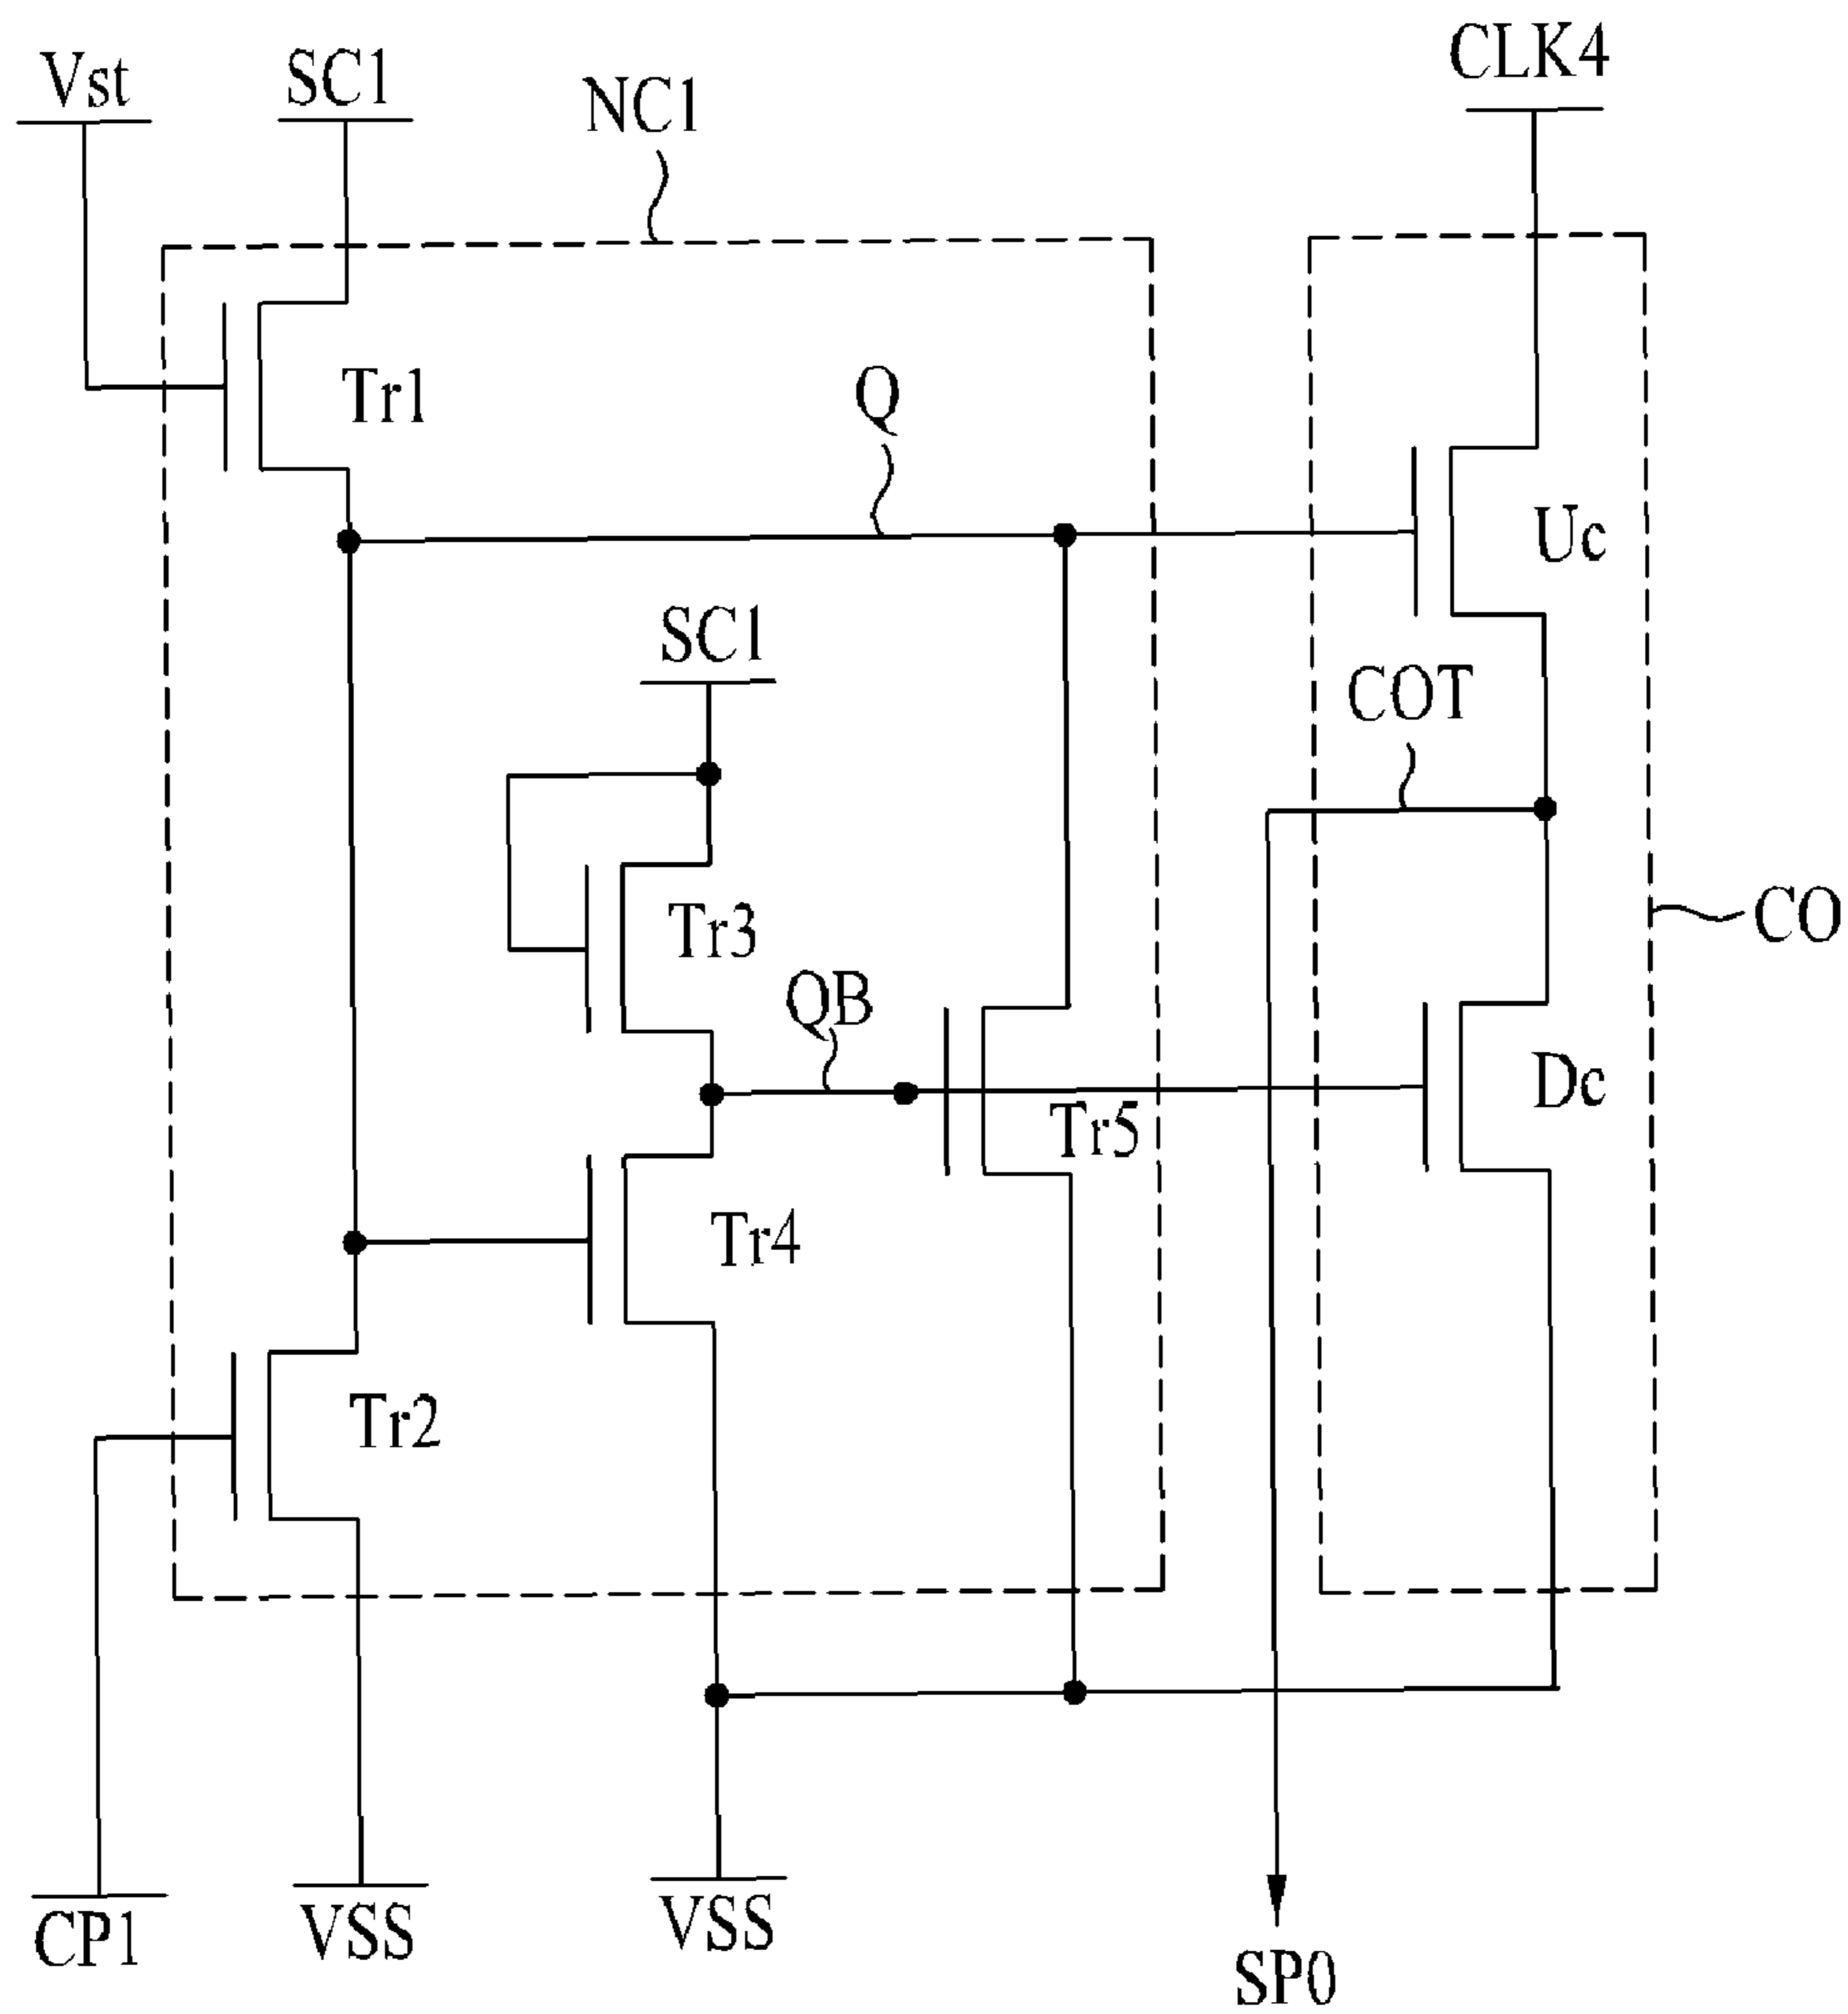 Vst
SC1
NC1
CLK4
Tr1
Q
Uc
SC1
COT
Tr3
CO
QB
Dc
Tr5
Tr4
Tr2
CP1
VSS
VSS
SP0